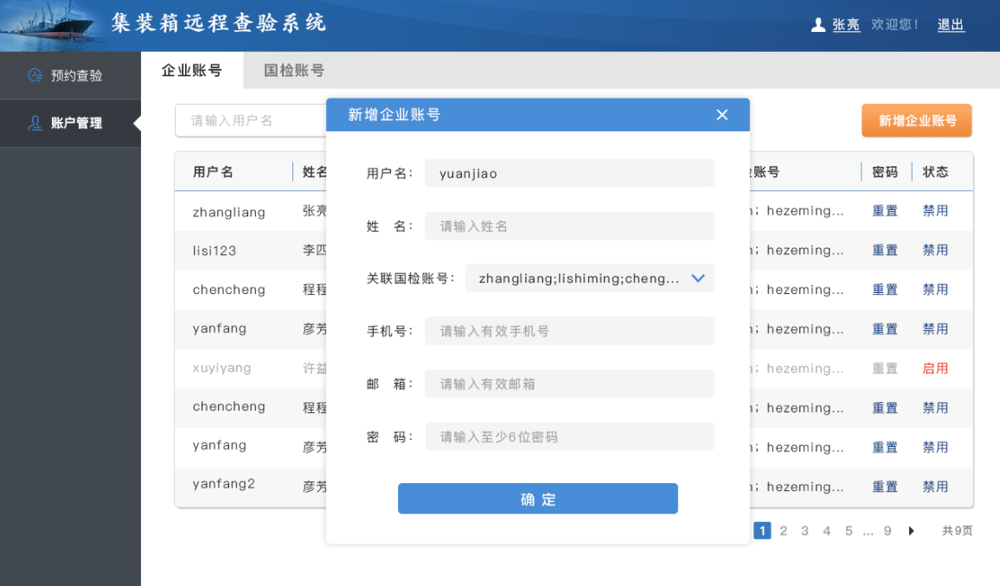 集装箱远程查验系统
张亮 欢迎您！ 退出
预约查验
账户管理
企业账号 国检账号
请输入用户名
新增企业账号
用户名 姓名 账号 密码 状态
zhangliang 张亮 ; hezeming... 重置 禁用
lisi123 李四 ; hezeming... 重置 禁用
chencheng 程程 ; hezeming... 重置 禁用
yanfang 彦芳 ; hezeming... 重置 禁用
xuyiyang 许益 ; hezeming... 重置 启用
chencheng 程程 ; hezeming... 重置 禁用
yanfang 彦芳 ; hezeming... 重置 禁用
yanfang2 彦芳 ; hezeming... 重置 禁用
1 2 3 4 5 ... 9 共9页
新增企业账号
用户名： yuanjiao
姓 名： 请输入姓名
关联国检账号： zhangliang;lishiming;cheng...
手机号： 请输入有效手机号
邮 箱： 请输入有效邮箱
密 码： 请输入至少6位密码
确 定